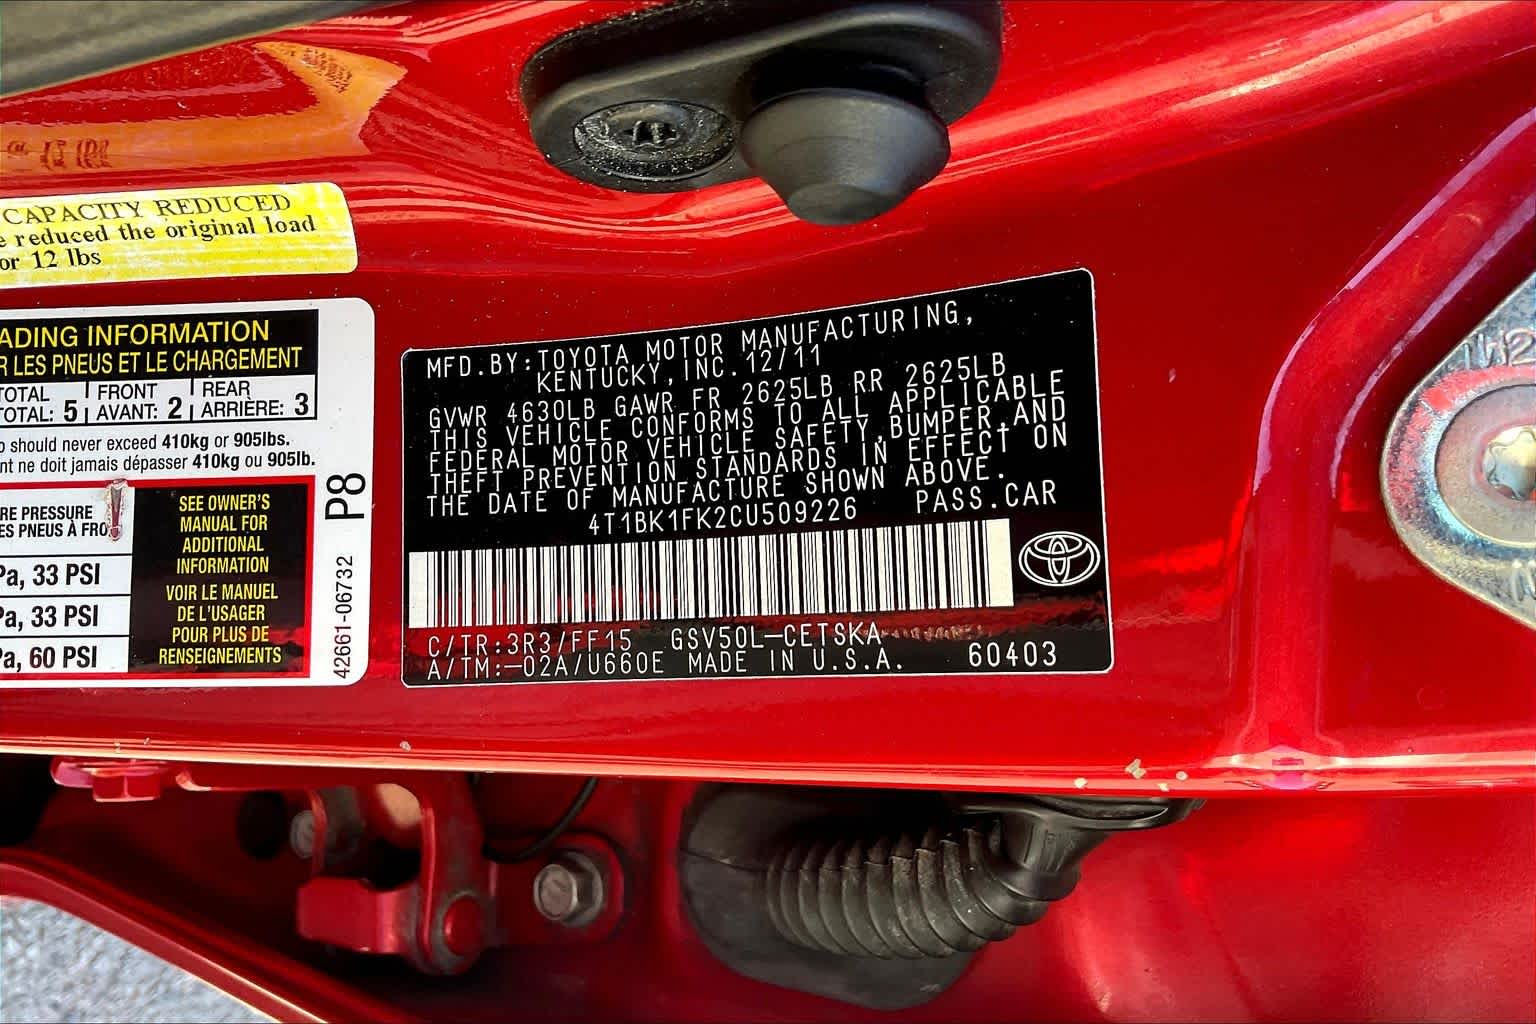 CAPACITY REDUCED
reduced the original load
or 12 lbs
ADING INFORMATION
R LES PNEUS ET LE CHARGEMENT
TOTAL FRONT REAR
TOTAL: 5 AVANT: 2 ARRIÈRE: 3
o should never exceed 410kg or 905lbs.
nt ne doit jamais dépasser 410kg ou 905lb.
RE PRESSURE
ES PNEUS À FRO
Pa, 33 PSI
Pa, 33 PSI
Pa, 60 PSI
SEE OWNER'S
MANUAL FOR
ADDITIONAL
INFORMATION
VOIR LE MANUEL
DE L'USAGER
POUR PLUS DE
RENSEIGNEMENTS
42661-06732 P8
MFD.BY:TOYOTA MOTOR MANUFACTURING,
KENTUCKY,INC.12/11
GVWR 4630LB GAWR FR 2625LB RR 2625LB
THIS VEHICLE CONFORMS TO ALL APPLICABLE
FEDERAL MOTOR VEHICLE SAFETY,BUMPER,AND
THEFT PREVENTION STANDARDS IN EFFECT ON
THE DATE OF MANUFACTURE SHOWN ABOVE.
4T1BK1FK2CU509226 PASS.CAR
C/TR:3R3/FF15 GSV50L-CETSKA
A/TM:-02A/U660E MADE IN U.S.A. 60403